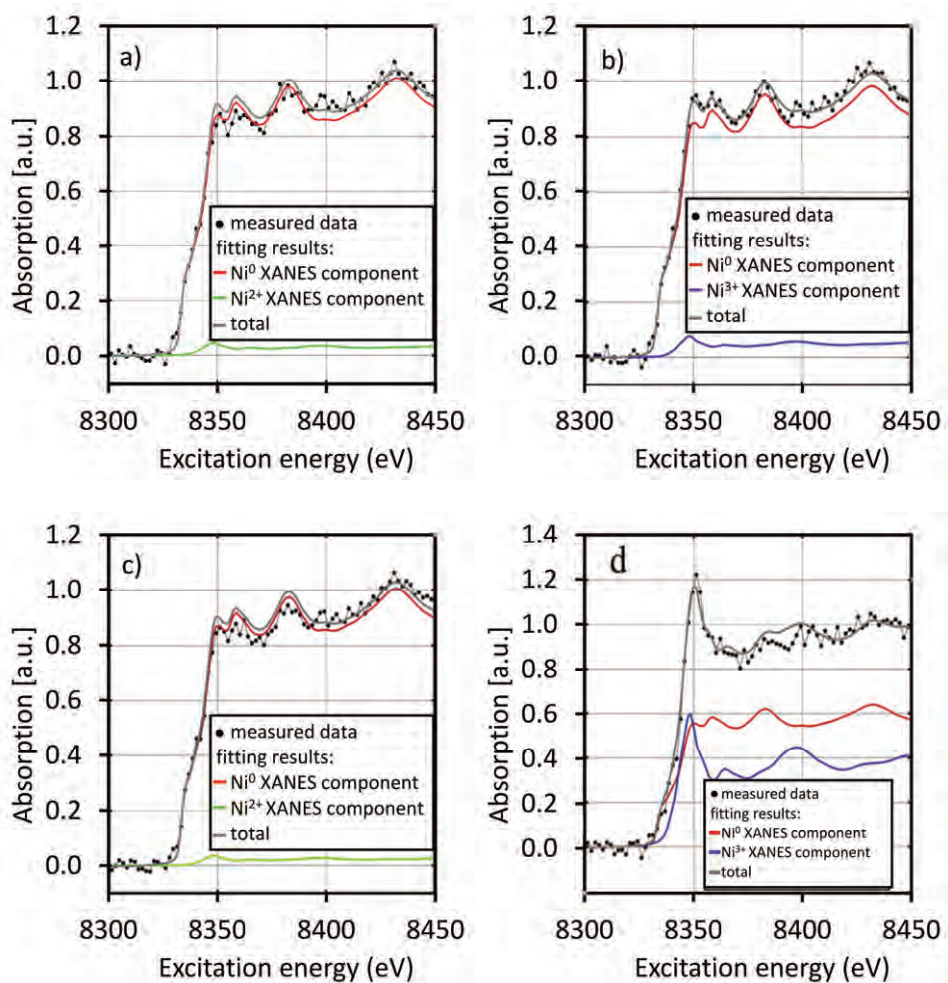 a)
1.2
1.0
0.8
0.6
0.4
0.2
0.0
Absorption [a.u.]
• measured data
fitting results:
Ni⁰ XANES component
Ni²⁺ XANES component
total
8300 8350 8400 8450
Excitation energy (eV)
b)
1.2
1.0
0.8
0.6
0.4
0.2
0.0
Absorption [a.u.]
• measured data
fitting results:
Ni⁰ XANES component
Ni³⁺ XANES component
total
8300 8350 8400 8450
Excitation energy (eV)
c)
1.2
1.0
0.8
0.6
0.4
0.2
0.0
Absorption [a.u.]
• measured data
fitting results:
Ni⁰ XANES component
Ni²⁺ XANES component
total
8300 8350 8400 8450
Excitation energy (eV)
d
1.4
1.2
1.0
0.8
0.6
0.4
0.2
0.0
Absorption [a.u.]
• measured data
fitting results:
Ni⁰ XANES component
Ni³⁺ XANES component
total
8300 8350 8400 8450
Excitation energy (eV)